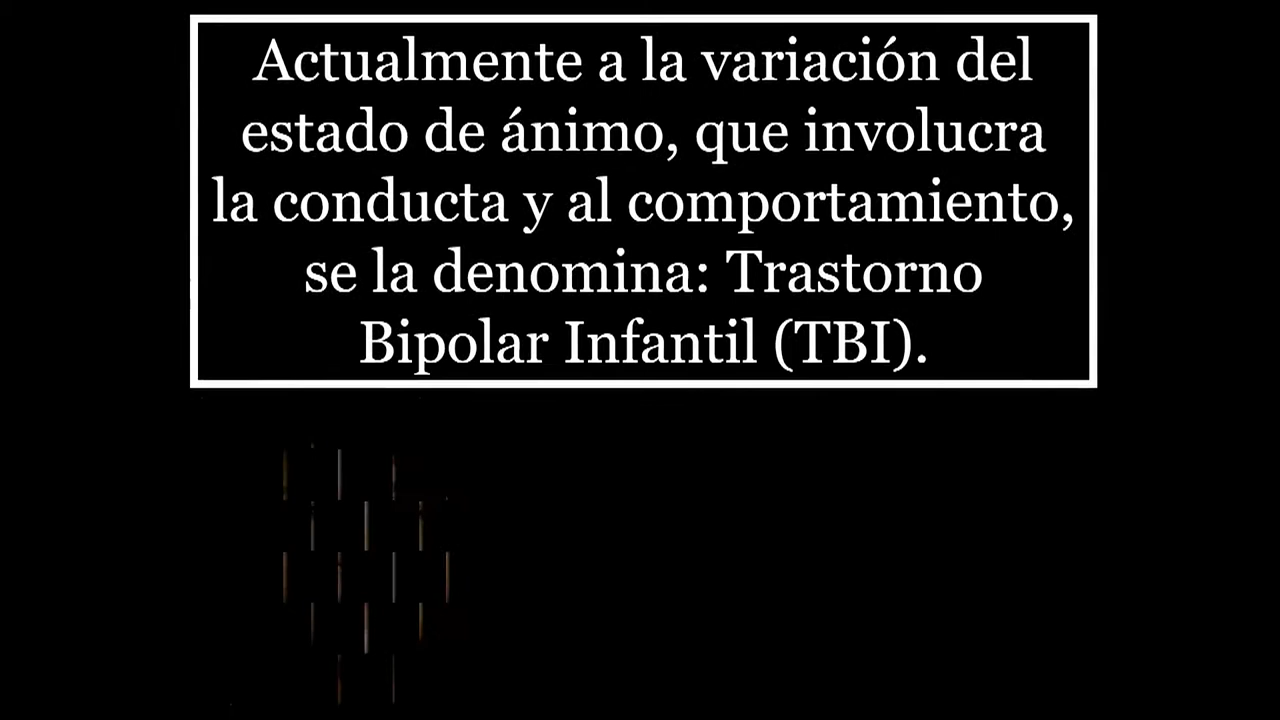 Actualmente a la variación del
estado de ánimo, que involucra
la conducta y al comportamiento,
se la denomina: Trastorno
Bipolar Infantil (TBI).